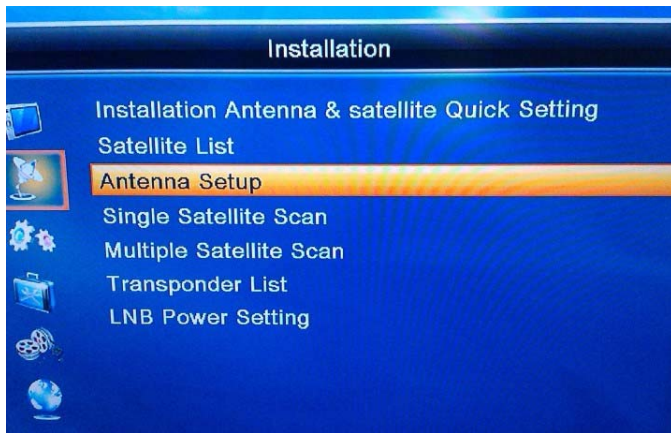 Installation
Installation Antenna & satellite Quick Setting
Satellite List
Antenna Setup
Single Satellite Scan
Multiple Satellite Scan
Transponder List
LNB Power Setting